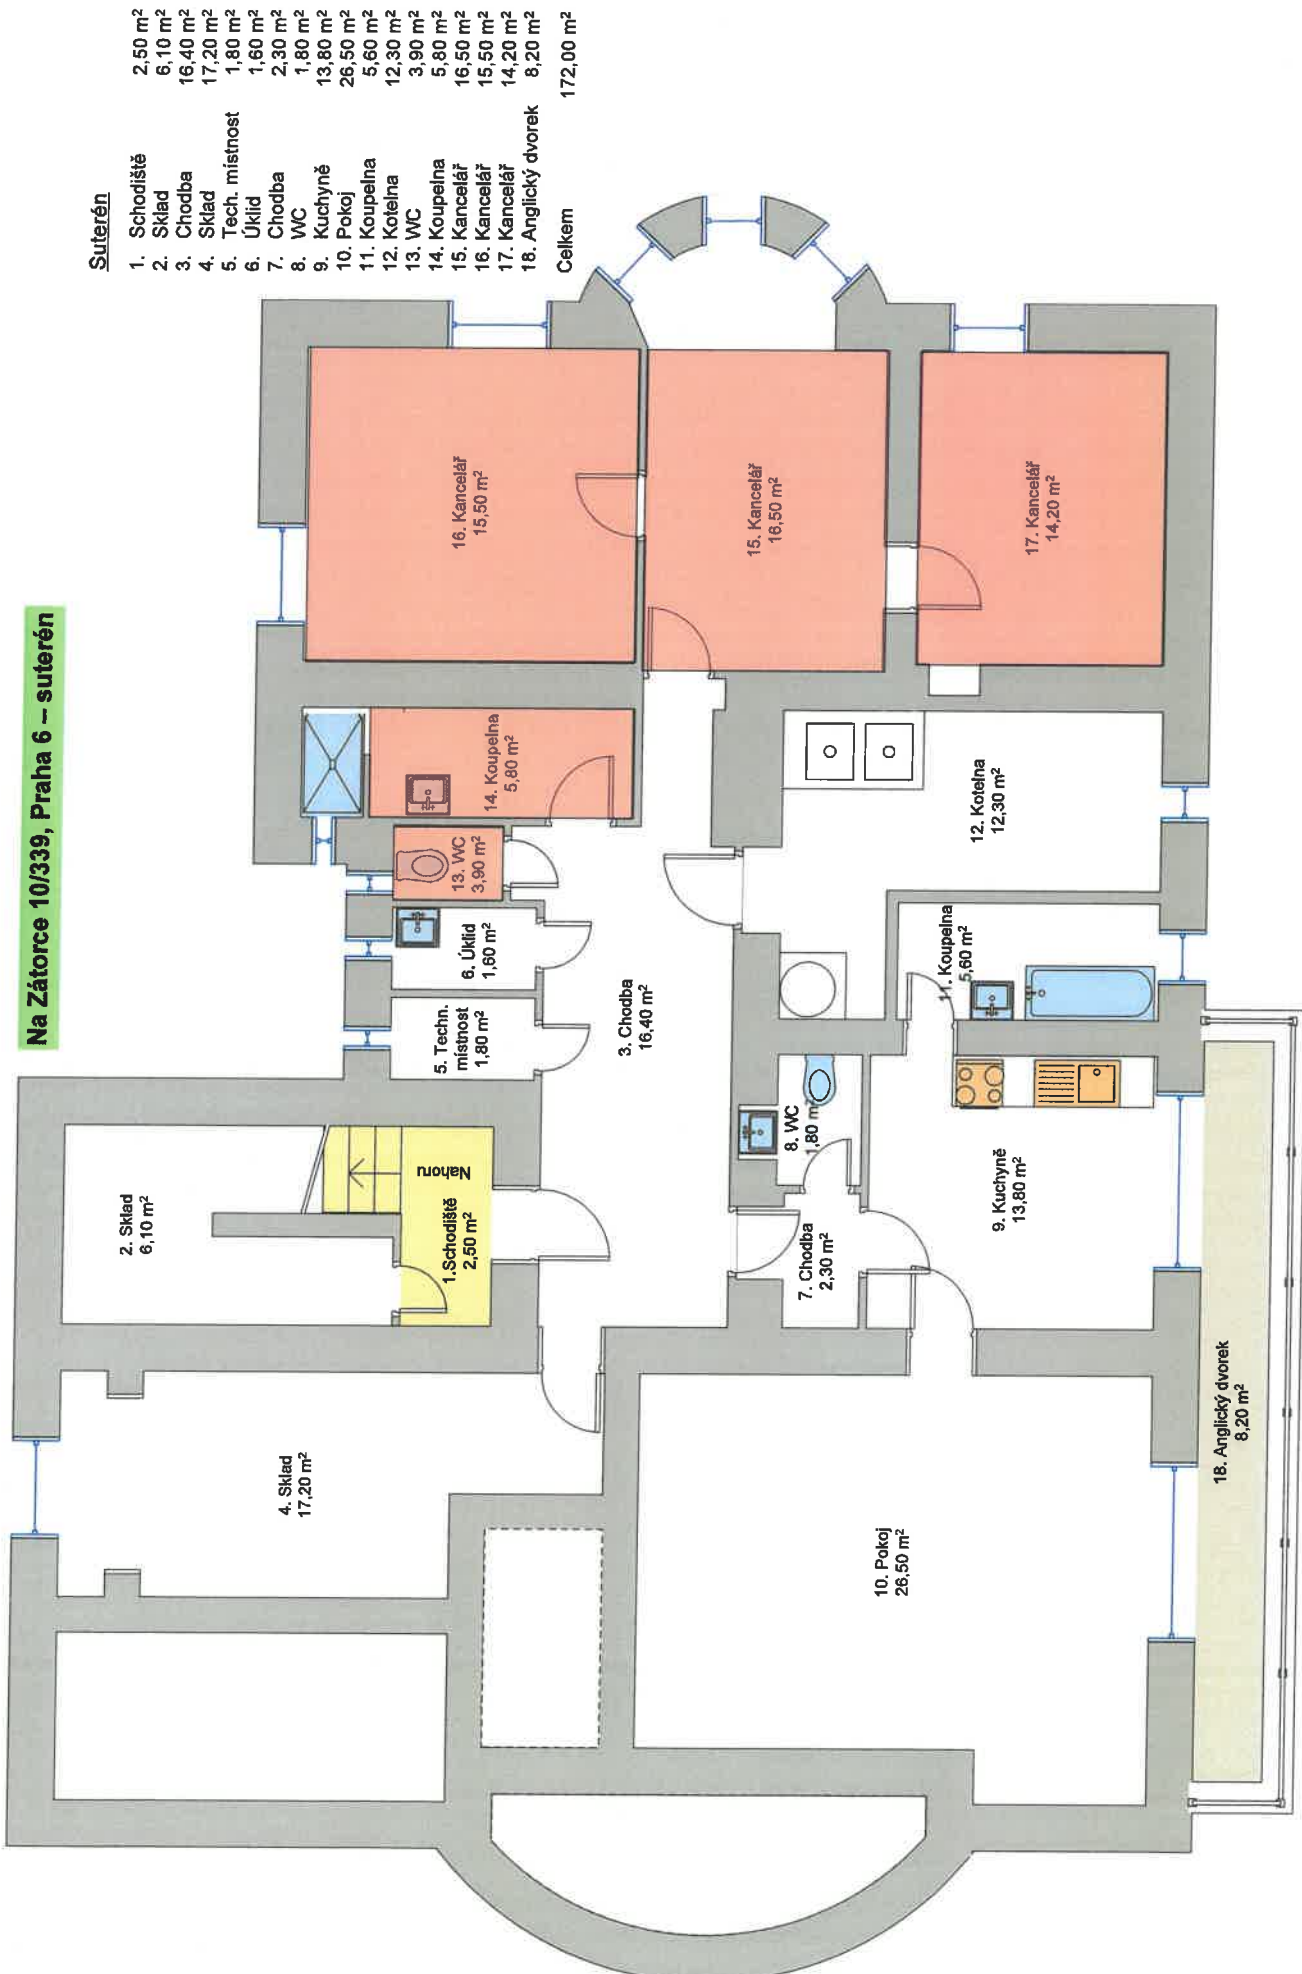 Na Zátorce 10/339, Praha 6 – suterén
Suterén
1. Schodiště 2,50 m²
2. Sklad 6,10 m²
3. Chodba 16,40 m²
4. Sklad 17,20 m²
5. Tech. místnost 1,80 m²
6. Úklid 1,60 m²
7. Chodba 2,30 m²
8. WC 1,80 m²
9. Kuchyně 13,80 m²
10. Pokoj 26,50 m²
11. Koupelna 5,60 m²
12. Kotelna 12,30 m²
13. WC 3,90 m²
14. Koupelna 5,80 m²
15. Kancelář 16,50 m²
16. Kancelář 15,50 m²
17. Kancelář 14,20 m²
18. Anglický dvorek 8,20 m²
Celkem 172,00 m²
2. Sklad
6,10 m²
Nahoru
1.Schodiště
2,50 m²
4. Sklad
17,20 m²
5. Techn.
místnost
1,80 m²
6. Úklid
1,60 m²
13. WC
3,90 m²
14. Koupelna
5,80 m²
16. Kancelář
15,50 m²
3. Chodba
16,40 m²
15. Kancelář
16,50 m²
17. Kancelář
14,20 m²
12. Kotelna
12,30 m²
11. Koupelna
5,60 m²
8. WC
1,80 m²
7. Chodba
2,30 m²
9. Kuchyně
13,80 m²
10. Pokoj
26,50 m²
18. Anglický dvorek
8,20 m²